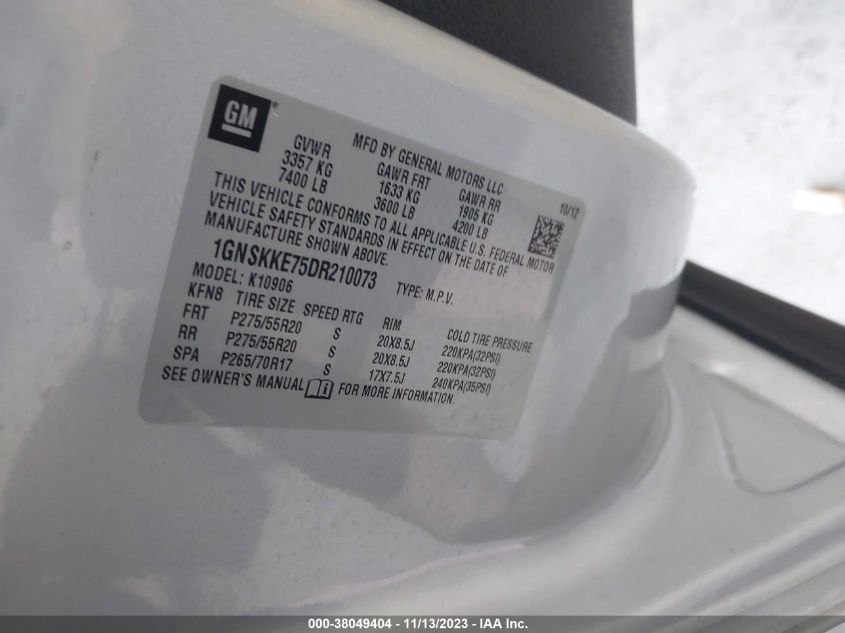 GM®
MFD BY GENERAL MOTORS LLC
10/12
GVWR GAWR FRT GAWR RR
3357 KG 1633 KG 1905 KG
7400 LB 3600 LB 4200 LB
THIS VEHICLE CONFORMS TO ALL APPLICABLE U.S. FEDERAL MOTOR
VEHICLE SAFETY STANDARDS IN EFFECT ON THE DATE OF
MANUFACTURE SHOWN ABOVE.
1GNSKKE75DR210073 TYPE: M.P.V.
MODEL: K10906
KFN8 TIRE SIZE SPEED RTG RIM COLD TIRE PRESSURE
FRT P275/55R20 S 20X8.5J 220KPA(32PSI)
RR P275/55R20 S 20X8.5J 220KPA(32PSI)
SPA P265/70R17 S 17X7.5J 240KPA(35PSI)
SEE OWNER'S MANUAL FOR MORE INFORMATION.
000-38049404 - 11/13/2023 - IAA Inc.